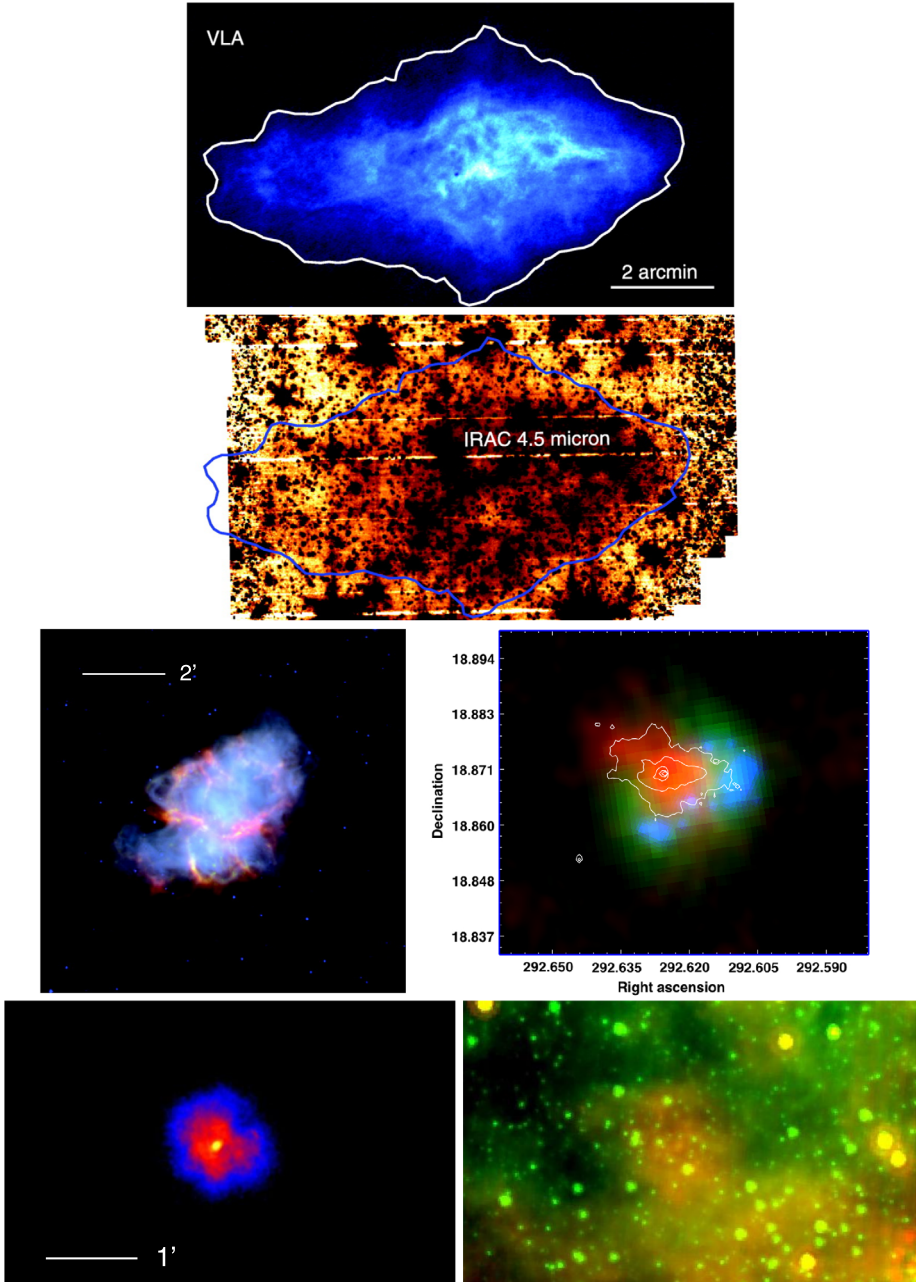 VLA
2 arcmin
IRAC 4.5 micron
2’
18.894
18.883
18.871
18.860
18.848
18.837
Declination
292.650 292.635 292.620 292.605 292.590
Right ascension
1’